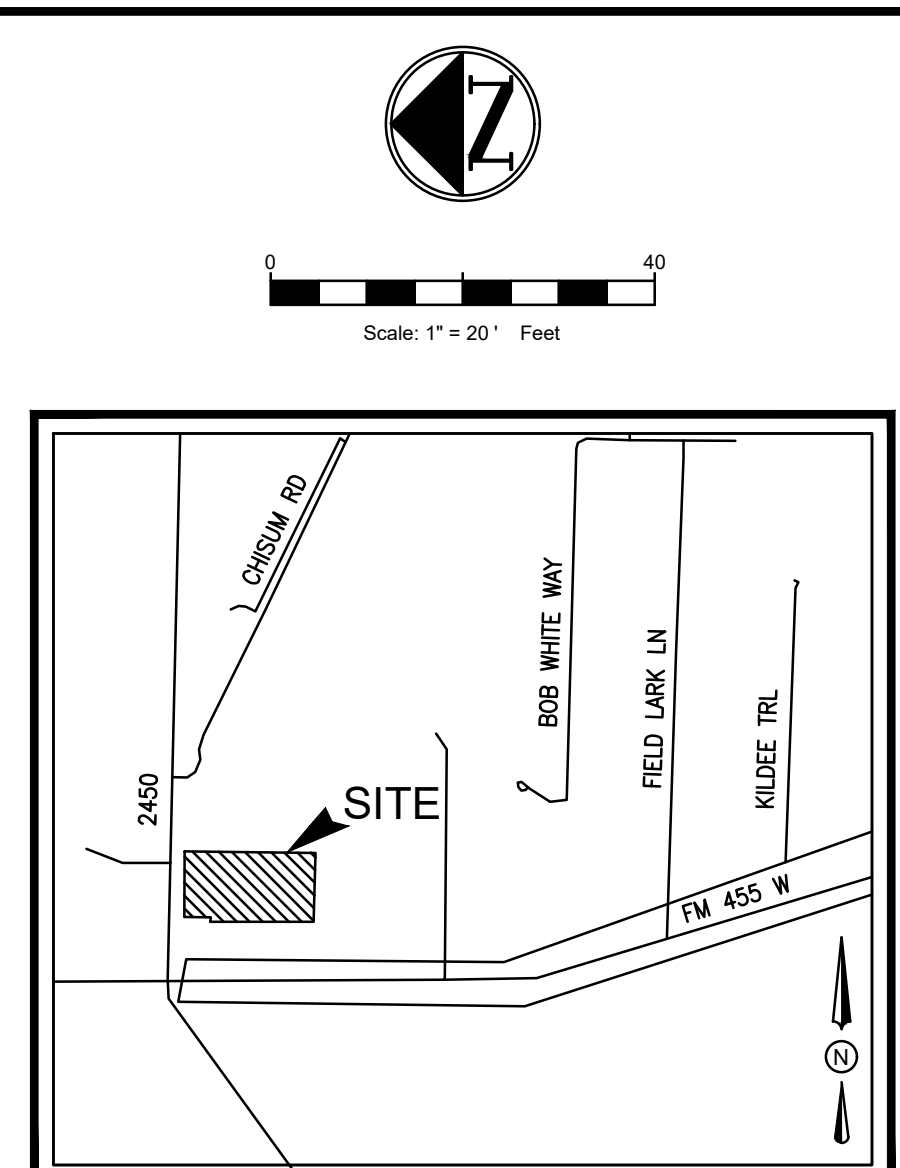 N
0 40
Scale: 1" = 20 ' Feet
CHISUM RD
BOB WHITE WAY
FIELD LARK LN
KILDEE TRL
2450
SITE
FM 455 W
N